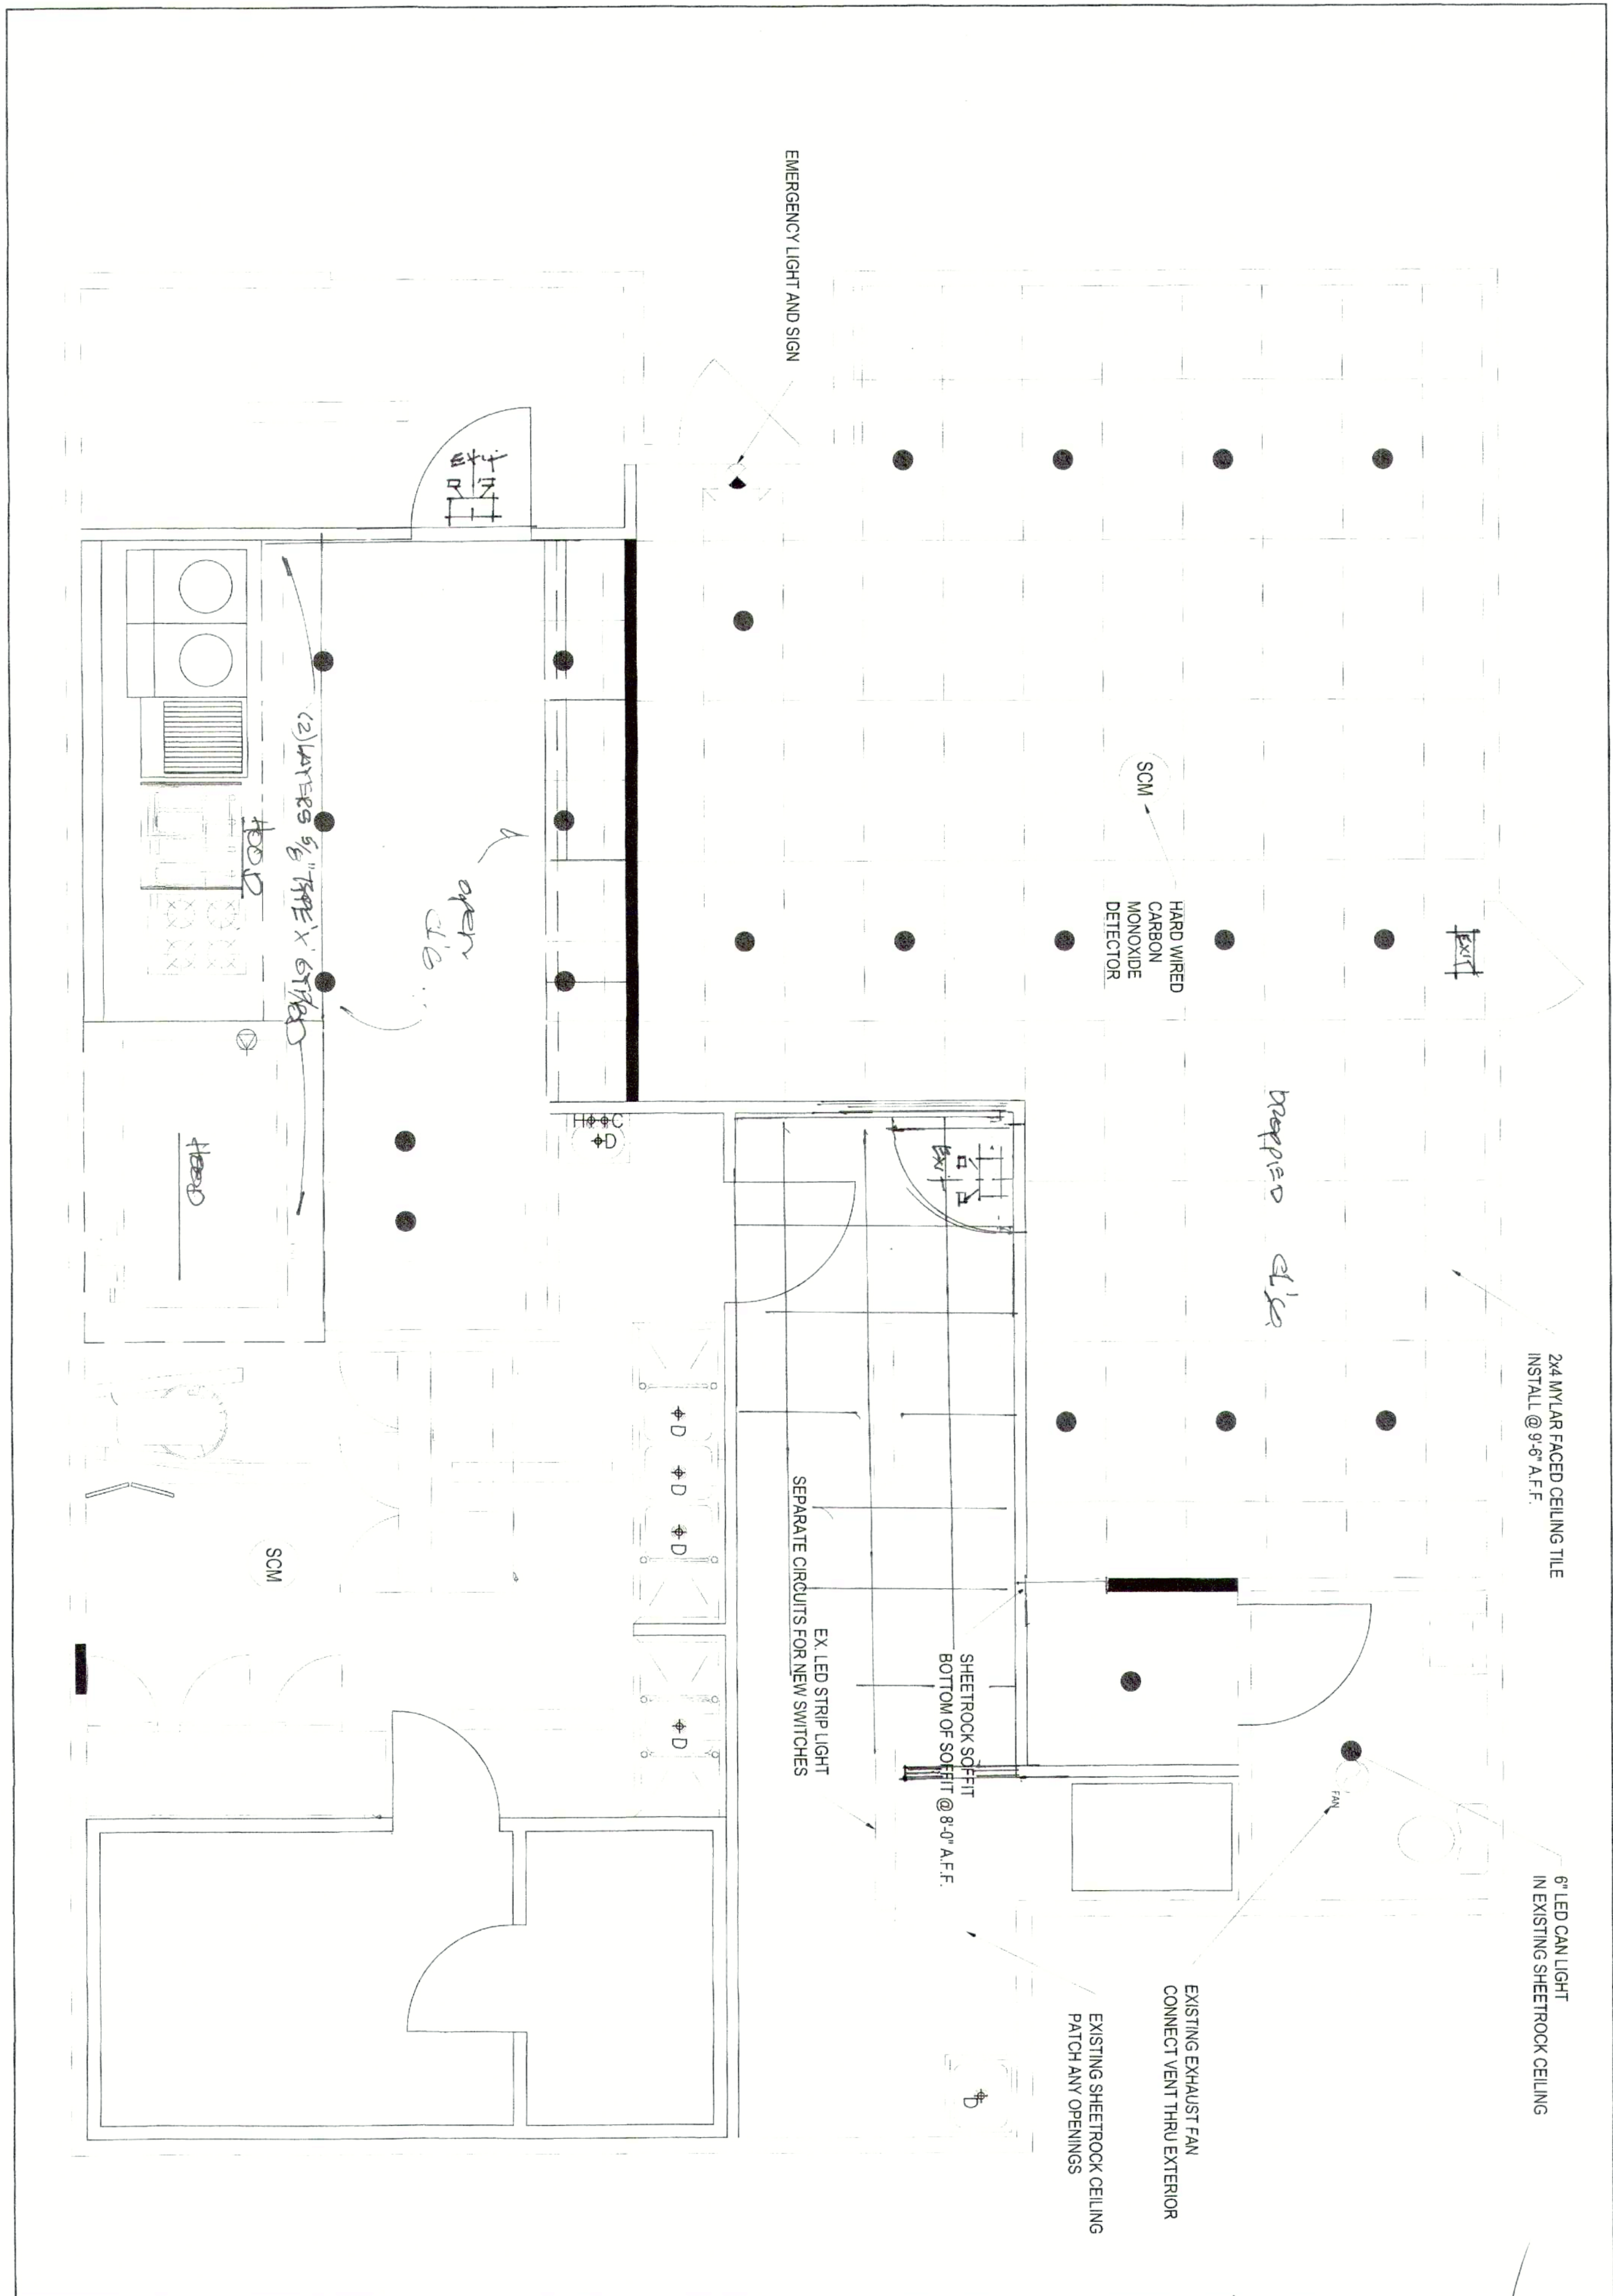 2x4 MYLAR FACED CEILING TILE
INSTALL @ 9'-6" A.F.F.
6" LED CAN LIGHT
IN EXISTING SHEETROCK CEILING
EXIT
DROPPED CL'G
FAN
EXISTING EXHAUST FAN
CONNECT VENT THRU EXTERIOR
SCM
HARD WIRED
CARBON
MONOXIDE
DETECTOR
EXISTING SHEETROCK CEILING
PATCH ANY OPENINGS
EXIT
SHEETROCK SOFFIT
BOTTOM OF SOFFIT @ 8'-0" A.F.F.
D
EMERGENCY LIGHT AND SIGN
EX. LED STRIP LIGHT
SEPARATE CIRCUITS FOR NEW SWITCHES
D
D
D
D
H C
D
EXIT
open
CL'G
(2) LAYERS 5/8" TYPE 'X' GYP BD
SCM
HOOD
HOOD